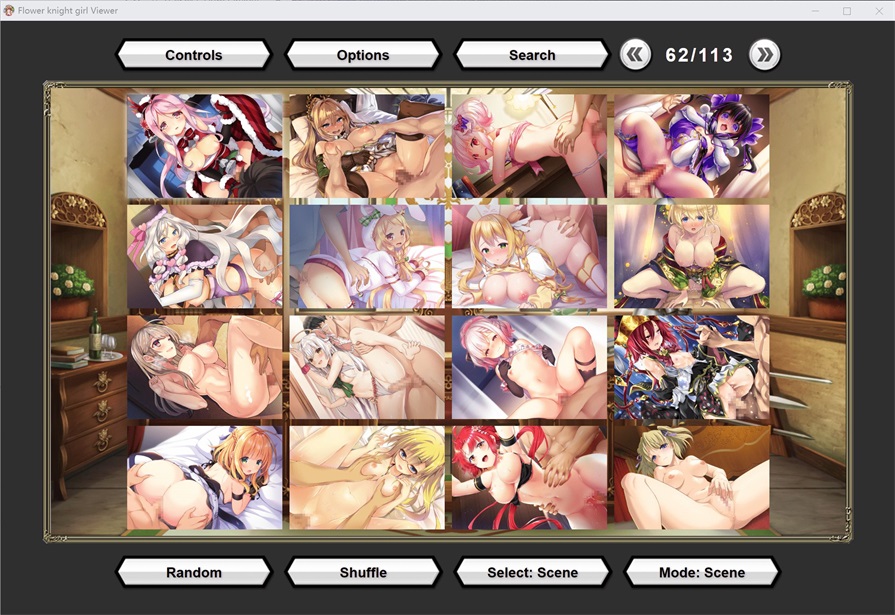 Flower knight girl Viewer
Controls
Options
Search
62/113
Random
Shuffle
Select: Scene
Mode: Scene